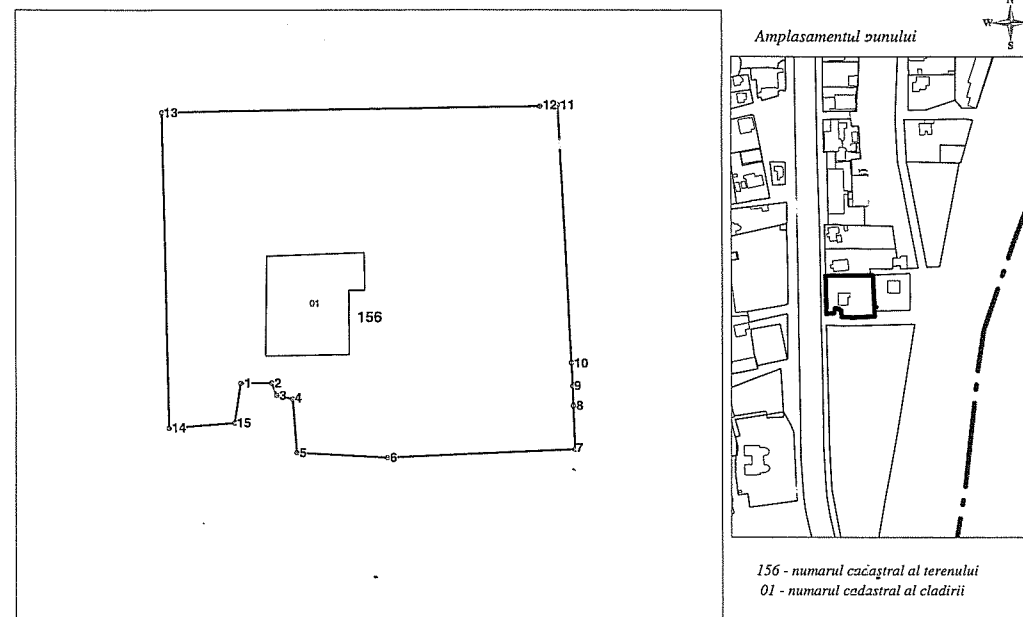 N
W
S
Amplasamentul bunului
13
12
11
01
156
10
9
8
1
2
3
4
14
15
5
6
7
156 - numarul cadastral al terenului
01 - numarul cadastral al cladirii